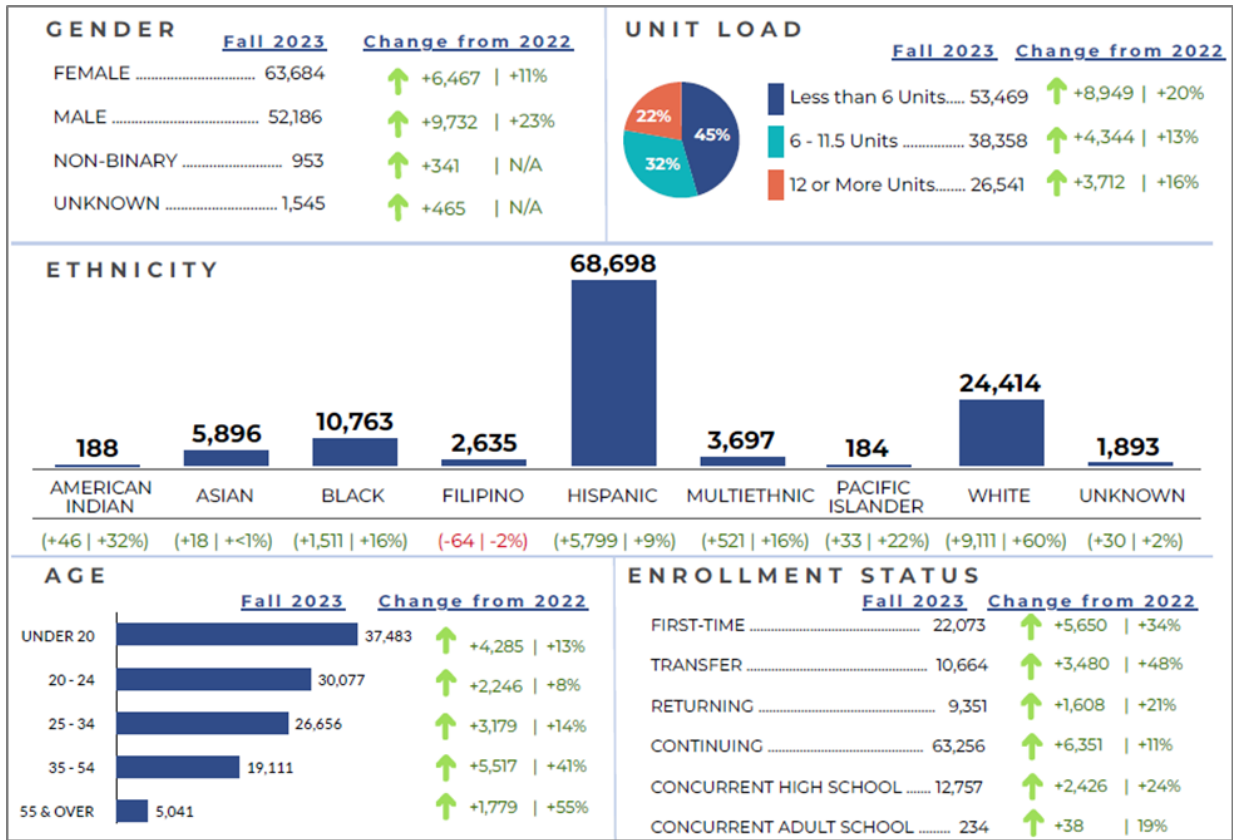 GENDER
Fall 2023 Change from 2022
FEMALE ............................... 63,684 +6,467 | +11%
MALE ........................................ 52,186 +9,732 | +23%
NON-BINARY .......................... 953 +341 | N/A
UNKNOWN ............................. 1,545 +465 | N/A
UNIT LOAD
Fall 2023 Change from 2022
22%
45%
32%
Less than 6 Units..... 53,469 +8,949 | +20%
6 - 11.5 Units ................ 38,358 +4,344 | +13%
12 or More Units........ 26,541 +3,712 | +16%
ETHNICITY
188 5,896 10,763 2,635 68,698 3,697 184 24,414 1,893
AMERICAN INDIAN ASIAN BLACK FILIPINO HISPANIC MULTIETHNIC PACIFIC ISLANDER WHITE UNKNOWN
(+46 | +32%) (+18 | +<1%) (+1,511 | +16%) (-64 | -2%) (+5,799 | +9%) (+521 | +16%) (+33 | +22%) (+9,111 | +60%) (+30 | +2%)
AGE
Fall 2023 Change from 2022
UNDER 20 37,483 +4,285 | +13%
20 - 24 30,077 +2,246 | +8%
25 - 34 26,656 +3,179 | +14%
35 - 54 19,111 +5,517 | +41%
55 & OVER 5,041 +1,779 | +55%
ENROLLMENT STATUS
Fall 2023 Change from 2022
FIRST-TIME ............................................. 22,073 +5,650 | +34%
TRANSFER ............................................... 10,664 +3,480 | +48%
RETURNING ............................................. 9,351 +1,608 | +21%
CONTINUING ......................................... 63,256 +6,351 | +11%
CONCURRENT HIGH SCHOOL ...... 12,757 +2,426 | +24%
CONCURRENT ADULT SCHOOL ........ 234 +38 | 19%